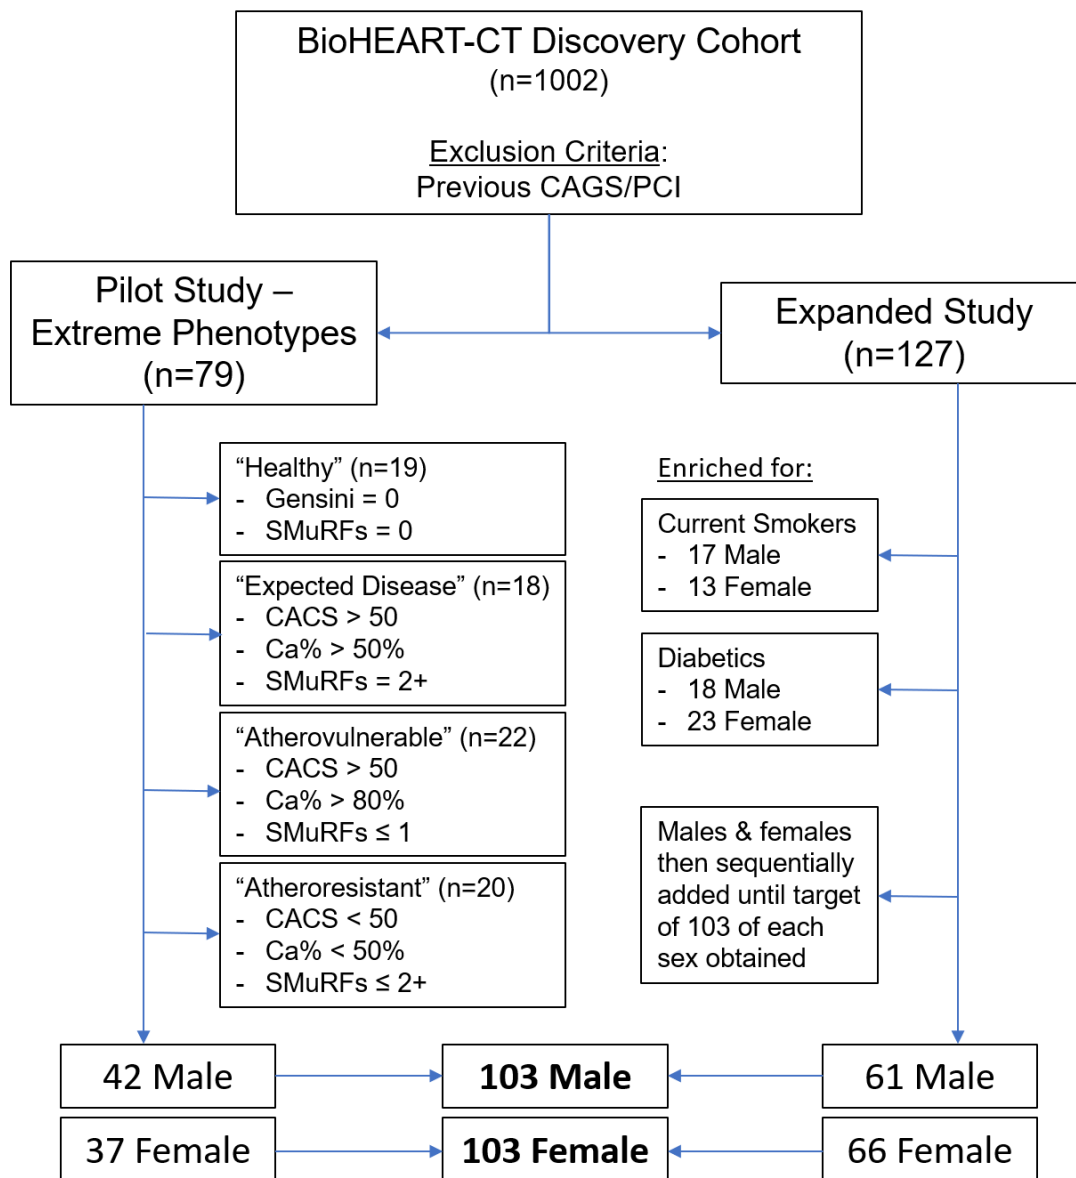 BioHEART-CT Discovery Cohort
(n=1002)
Exclusion Criteria:
Previous CAGS/PCI
Pilot Study –
Extreme Phenotypes
(n=79)
Expanded Study
(n=127)
“Healthy” (n=19)
- Gensini = 0
- SMuRFs = 0
“Expected Disease” (n=18)
- CACS > 50
- Ca% > 50%
- SMuRFs = 2+
“Atherovulnerable” (n=22)
- CACS > 50
- Ca% > 80%
- SMuRFs ≤ 1
“Atheroresistant” (n=20)
- CACS < 50
- Ca% < 50%
- SMuRFs ≤ 2+
Enriched for:
Current Smokers
- 17 Male
- 13 Female
Diabetics
- 18 Male
- 23 Female
Males & females
then sequentially
added until target
of 103 of each
sex obtained
42 Male
103 Male
61 Male
37 Female
103 Female
66 Female